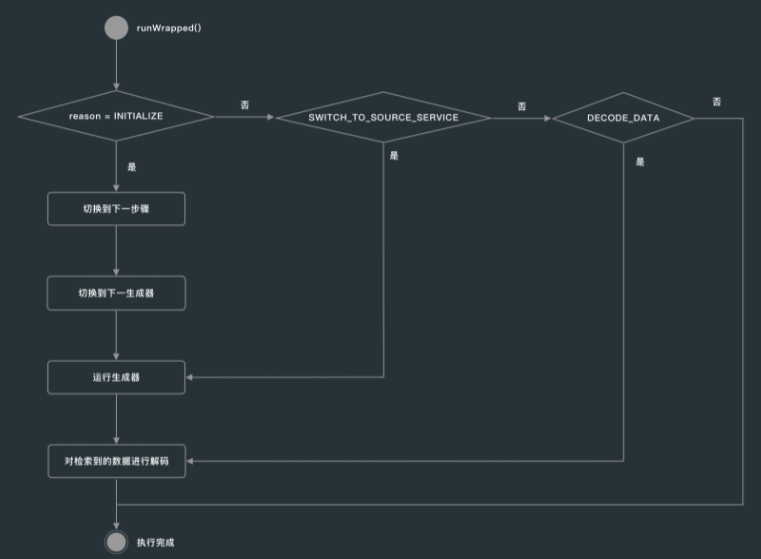 runWrapped()
reason = INITIALIZE
否
SWITCH_TO_SOURCE_SERVICE
否
DECODE_DATA
否
是
是
是
切换到下一步骤
切换到下一生成器
运行生成器
对检索到的数据进行解码
执行完成